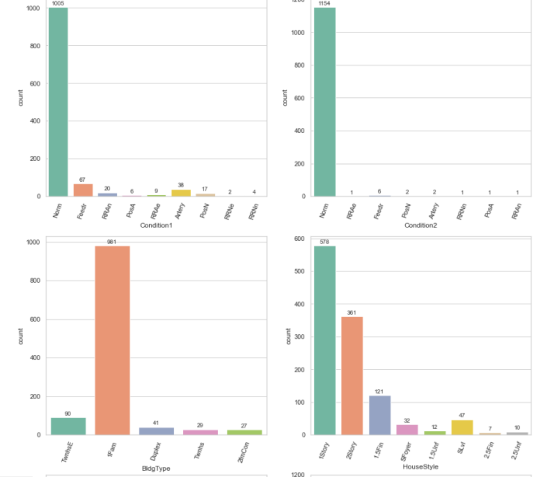 1005
1000
800
600
400
200
0
count
67
20
6
9
38
17
2
4
Norm
Feedr
RRAn
PosA
RRAe
Artery
PosN
RRNe
RRNn
Condition1
1200
1154
1000
800
600
400
200
0
count
1
6
2
2
1
1
1
Norm
RRAe
Feedr
PosN
Artery
RRNn
PosA
RRAn
Condition2
1000
981
800
600
400
200
0
count
90
41
29
27
TwnhsE
1Fam
Duplex
Twnhs
2fmCon
BldgType
600
578
500
400
300
200
100
0
count
361
121
32
12
47
7
10
1Story
2Story
1.5Fin
SFoyer
1.5Unf
SLvl
2.5Fin
2.5Unf
HouseStyle
1200